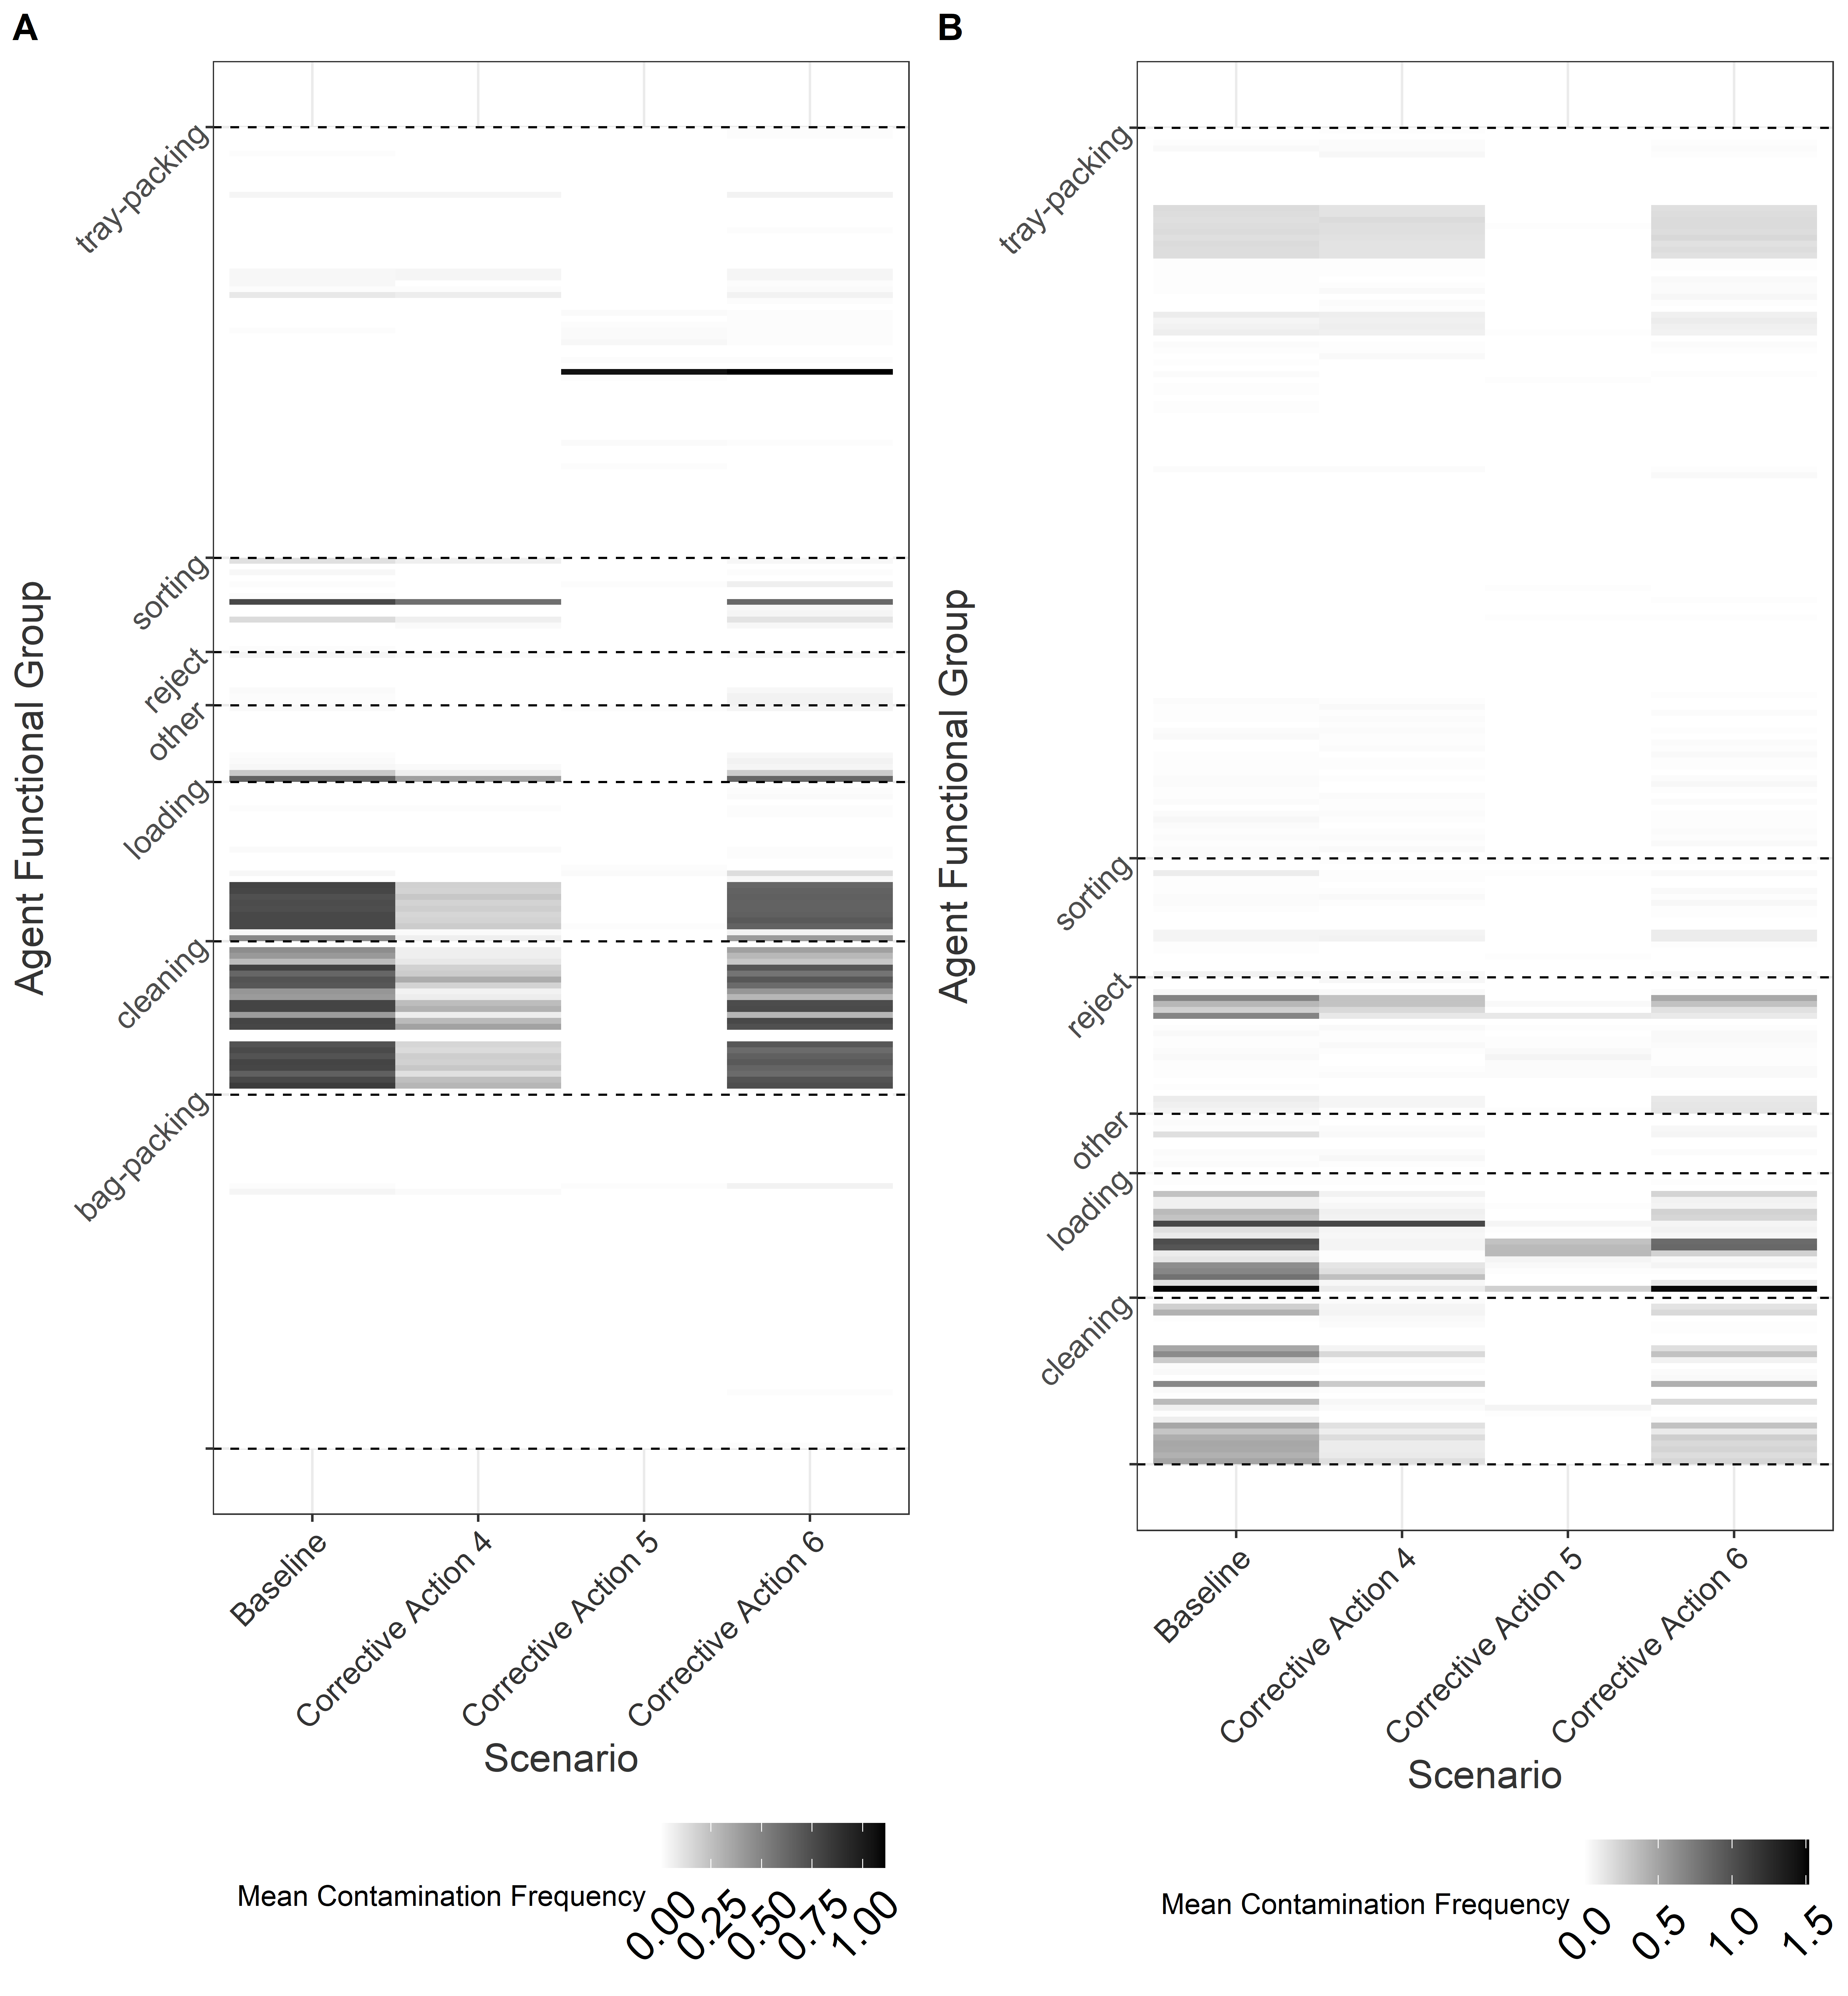 A
Agent Functional Group
tray-packing
sorting
reject
other
loading
cleaning
bag-packing
Baseline
Corrective Action 4
Corrective Action 5
Corrective Action 6
Scenario
Mean Contamination Frequency
0.00
0.25
0.50
0.75
1.00
B
Agent Functional Group
tray-packing
sorting
reject
other
loading
cleaning
Baseline
Corrective Action 4
Corrective Action 5
Corrective Action 6
Scenario
Mean Contamination Frequency
0.0
0.5
1.0
1.5